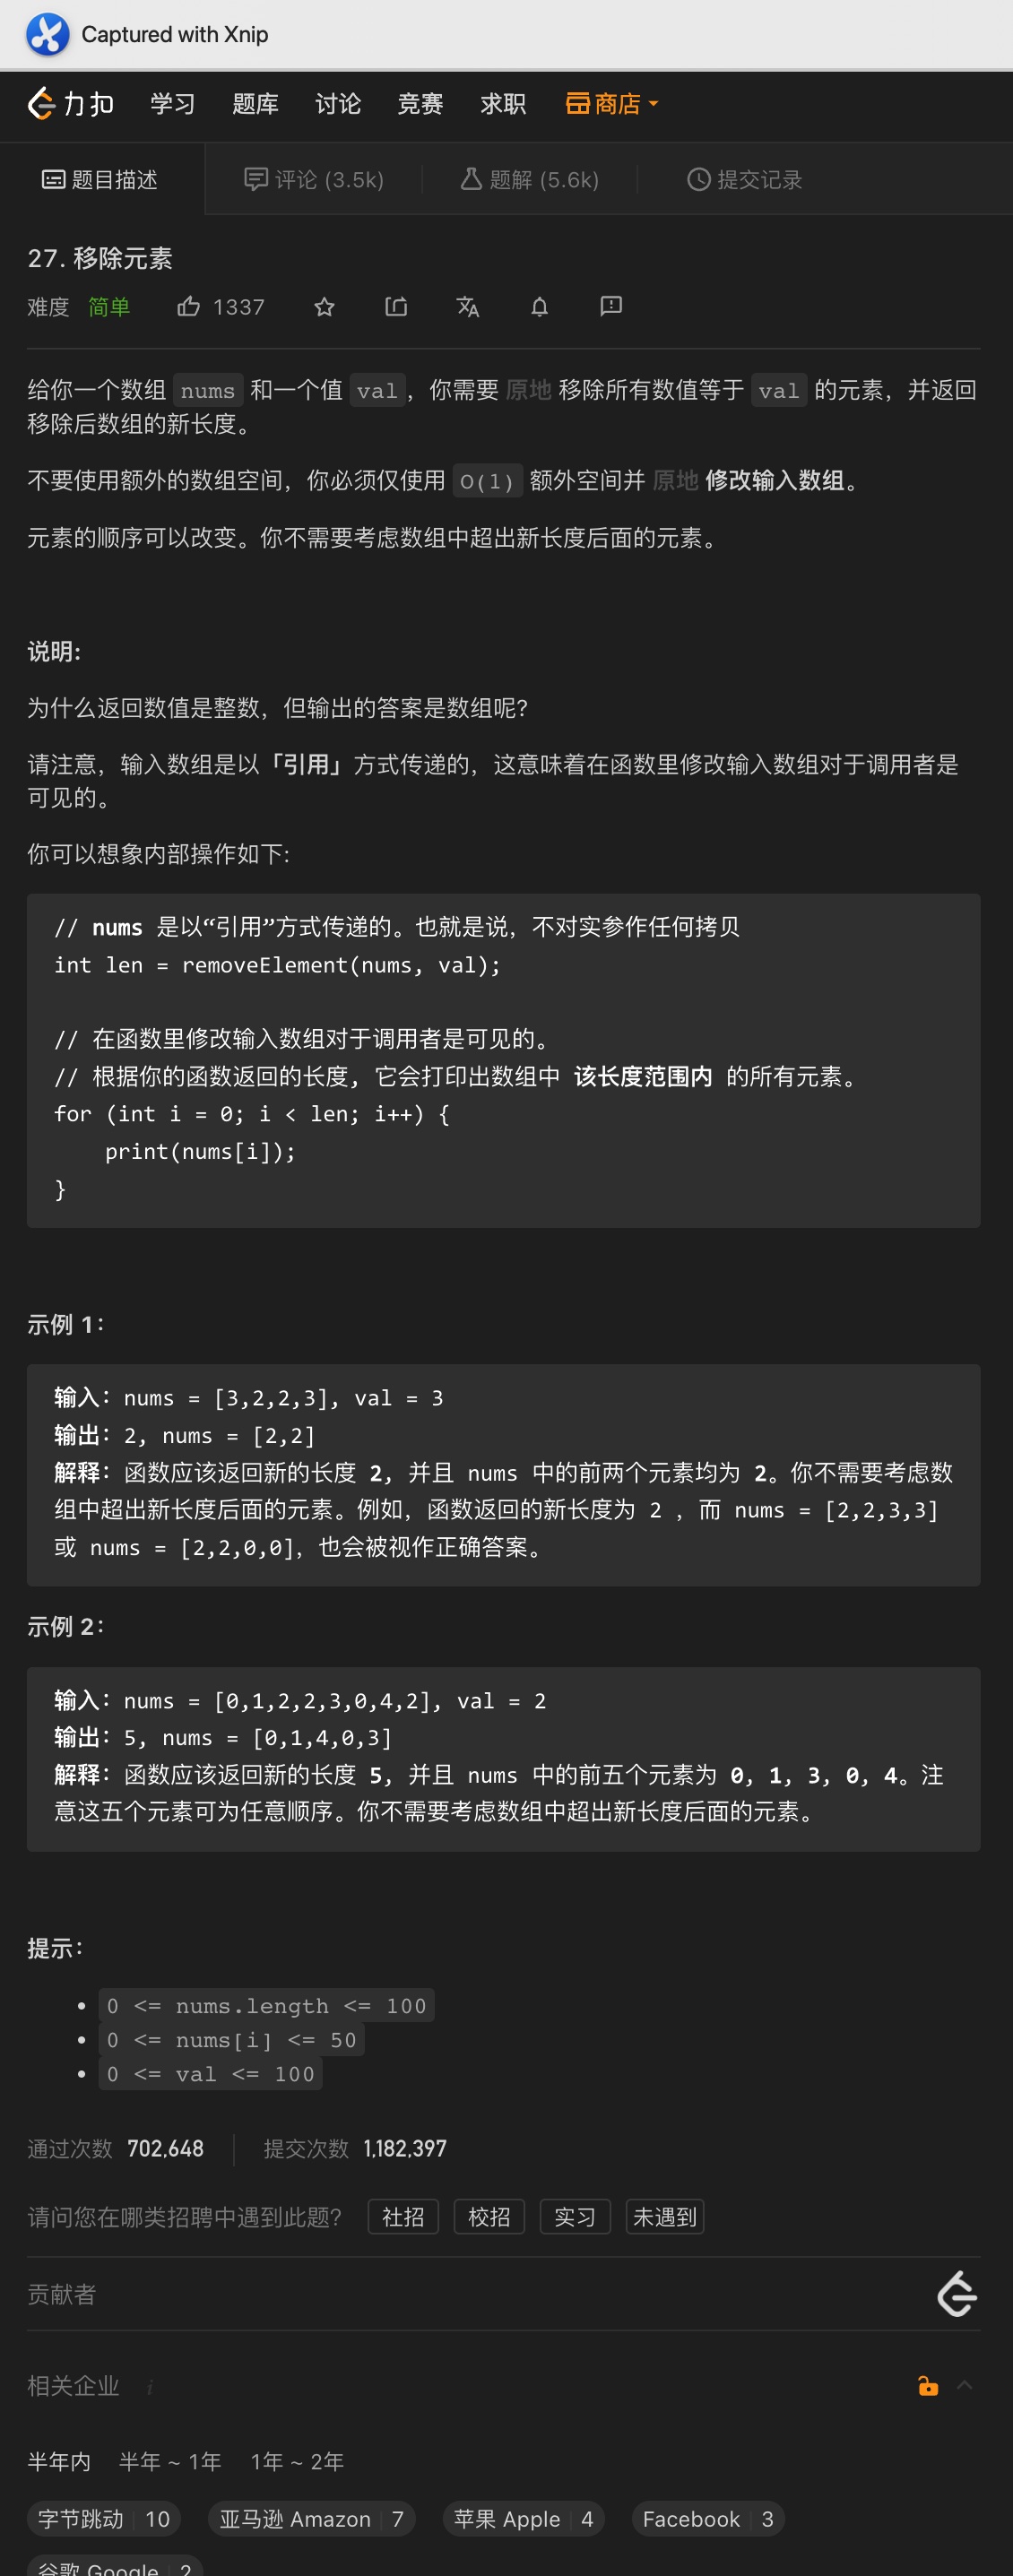 Captured with Xnip
力扣 学习 题库 讨论 竞赛 求职 商店
题目描述 评论 (3.5k) 题解 (5.6k) 提交记录
27. 移除元素
难度 简单 1337
给你一个数组 nums 和一个值 val，你需要 原地 移除所有数值等于 val 的元素，并返回
移除后数组的新长度。
不要使用额外的数组空间，你必须仅使用 O(1) 额外空间并 原地 修改输入数组。
元素的顺序可以改变。你不需要考虑数组中超出新长度后面的元素。
说明:
为什么返回数值是整数，但输出的答案是数组呢?
请注意，输入数组是以「引用」方式传递的，这意味着在函数里修改输入数组对于调用者是
可见的。
你可以想象内部操作如下:
// nums 是以“引用”方式传递的。也就是说，不对实参作任何拷贝
int len = removeElement(nums, val);
// 在函数里修改输入数组对于调用者是可见的。
// 根据你的函数返回的长度, 它会打印出数组中 该长度范围内 的所有元素。
for (int i = 0; i < len; i++) {
    print(nums[i]);
}
示例 1：
输入：nums = [3,2,2,3], val = 3
输出：2, nums = [2,2]
解释：函数应该返回新的长度 2, 并且 nums 中的前两个元素均为 2。你不需要考虑数
组中超出新长度后面的元素。例如，函数返回的新长度为 2 ，而 nums = [2,2,3,3]
或 nums = [2,2,0,0]，也会被视作正确答案。
示例 2：
输入：nums = [0,1,2,2,3,0,4,2], val = 2
输出：5, nums = [0,1,4,0,3]
解释：函数应该返回新的长度 5, 并且 nums 中的前五个元素为 0, 1, 3, 0, 4。注
意这五个元素可为任意顺序。你不需要考虑数组中超出新长度后面的元素。
提示：
• 0 <= nums.length <= 100
• 0 <= nums[i] <= 50
• 0 <= val <= 100
通过次数 702,648 提交次数 1,182,397
请问您在哪类招聘中遇到此题? 社招 校招 实习 未遇到
贡献者
相关企业 i
半年内 半年 ~ 1年 1年 ~ 2年
字节跳动 10 亚马逊 Amazon 7 苹果 Apple 4 Facebook 3
谷歌 Google 2